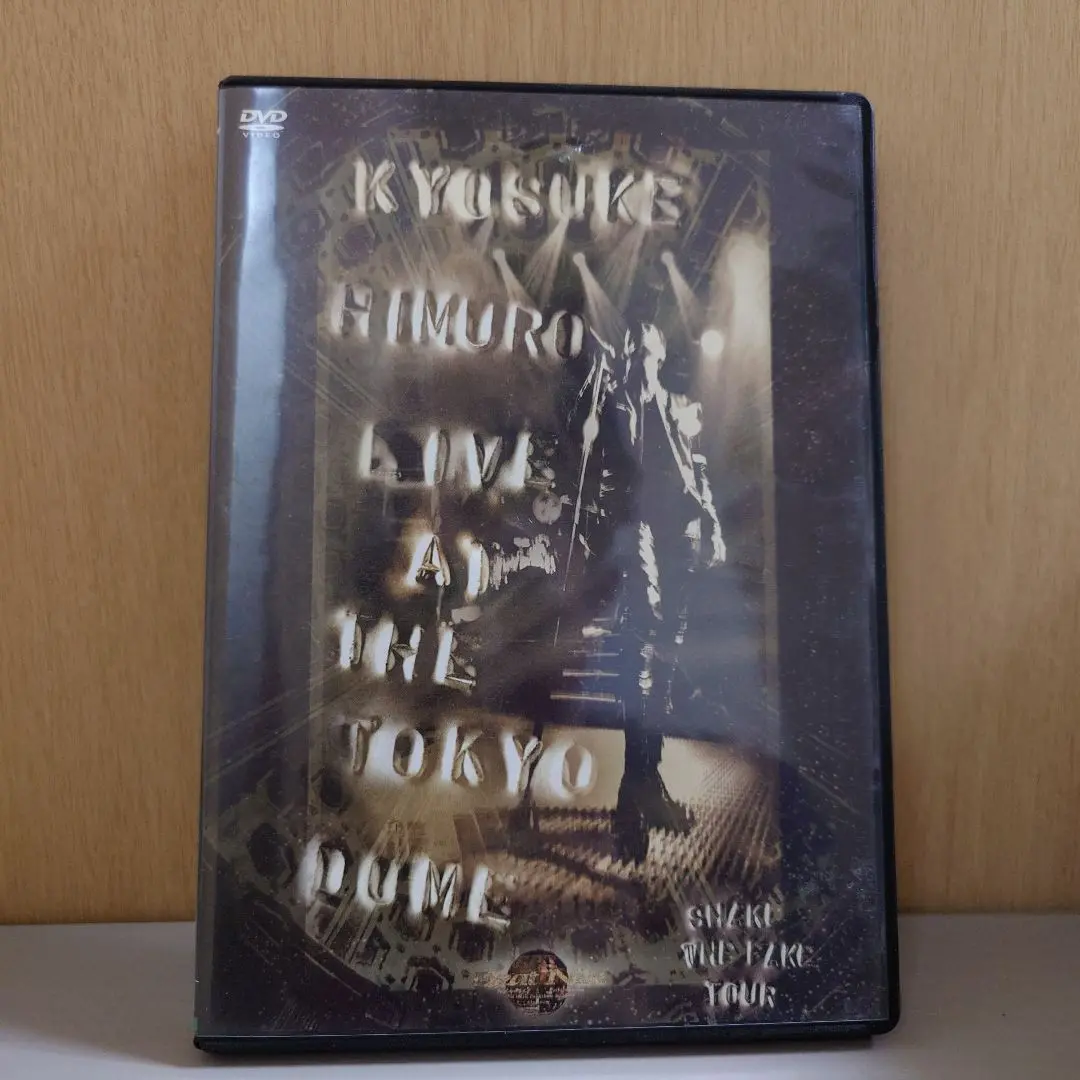 DVD
VIDEO
KYOSUKE
HIMURO
LIVE
AT
THE
TOKYO
DOME
SHAKE
THE FAKE
TOUR